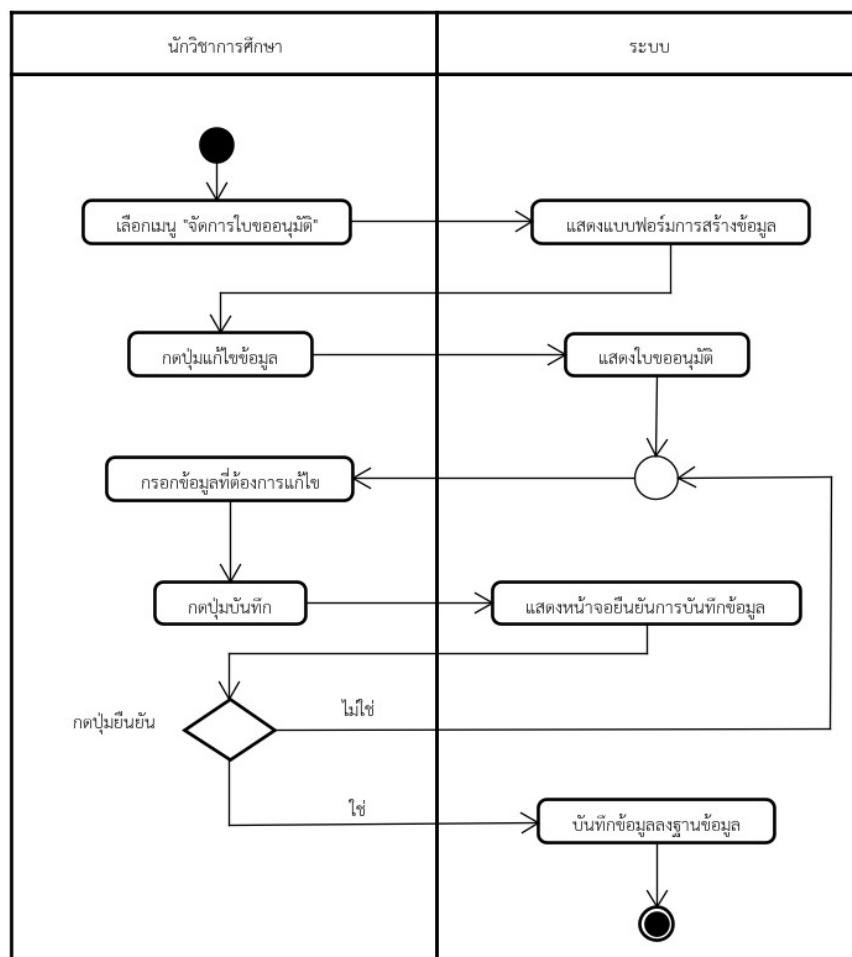 นักวิชาการศึกษา
ระบบ
เลือกเมนู "จัดการใบขออนุมัติ"
แสดงแบบฟอร์มการสร้างข้อมูล
กดปุ่มแก้ไขข้อมูล
แสดงใบขออนุมัติ
กรอกข้อมูลที่ต้องการแก้ไข
กดปุ่มบันทึก
แสดงหน้าจอยืนยันการบันทึกข้อมูล
กดปุ่มยืนยัน
ไม่ใช่
ใช่
บันทึกข้อมูลลงฐานข้อมูล